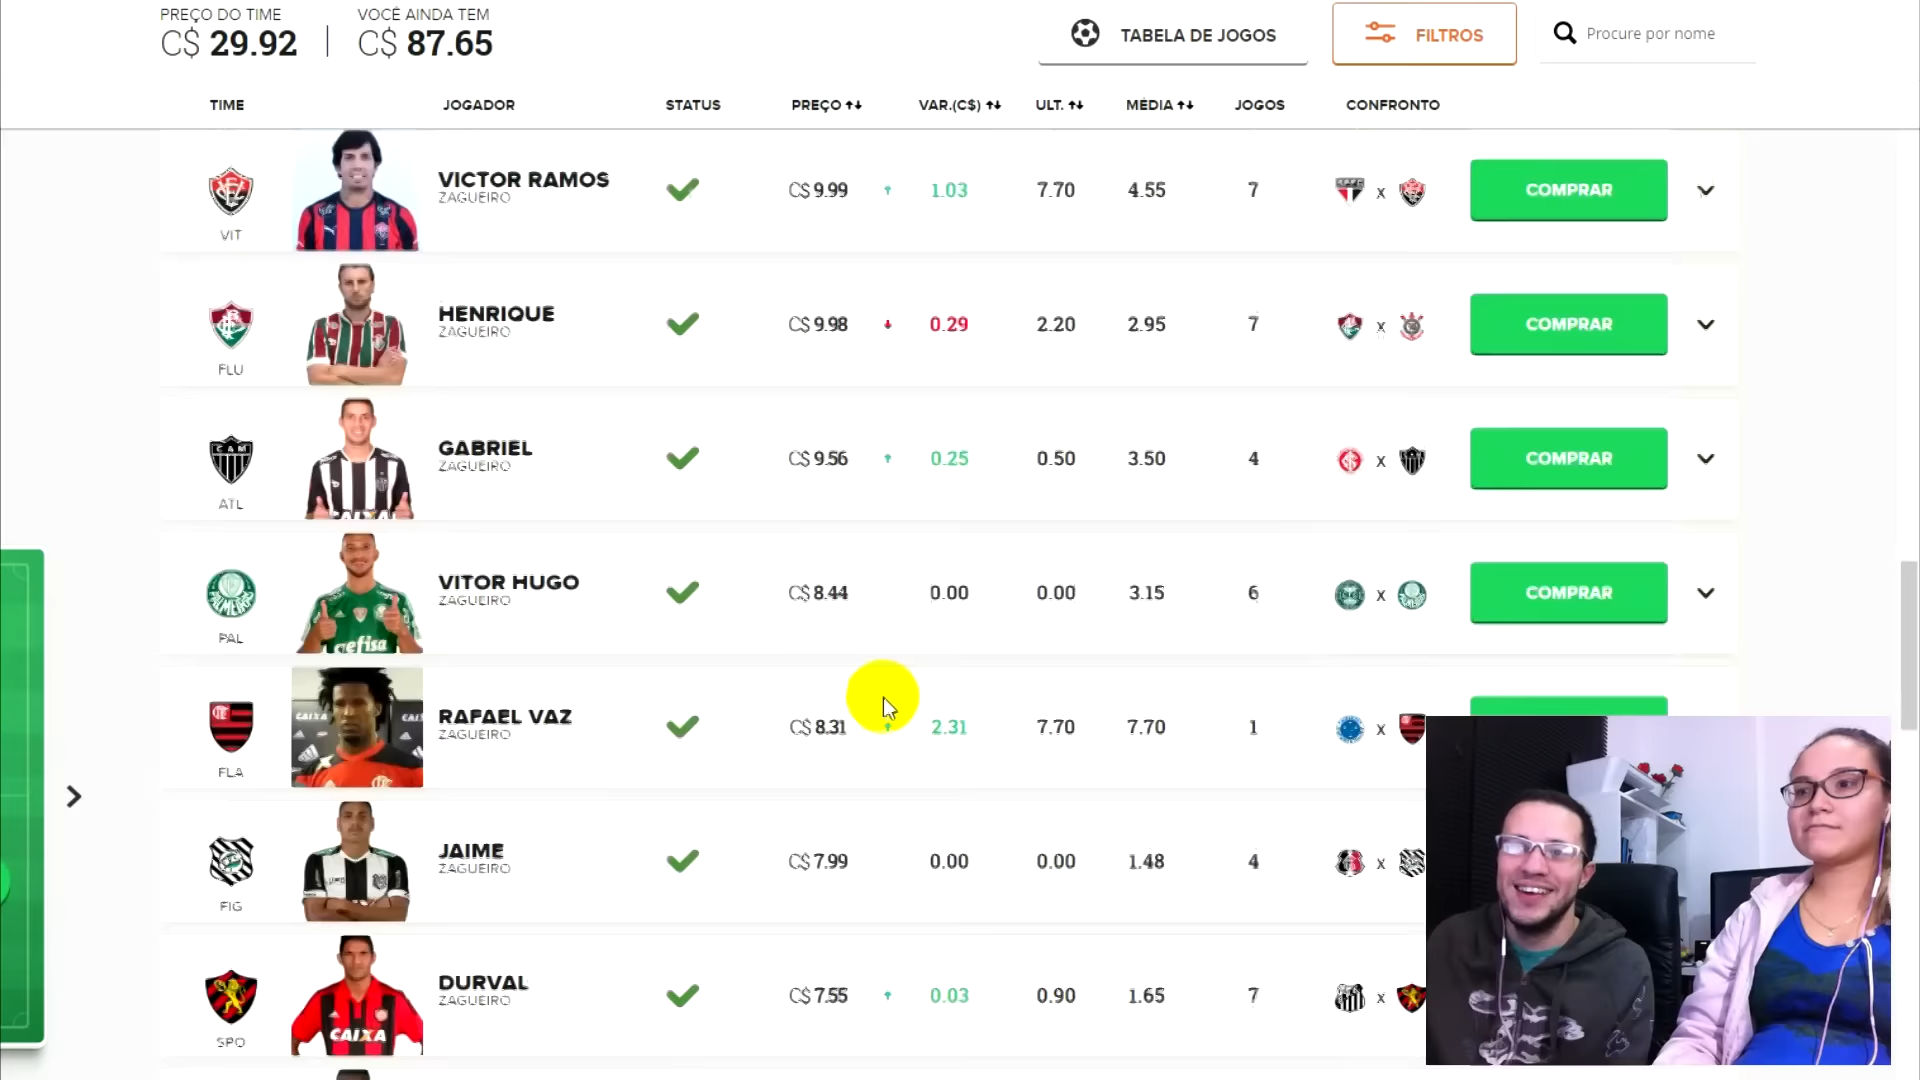 PREÇO DO TIME
C$ 29.92
VOCÊ AINDA TEM
C$ 87.65
TABELA DE JOGOS
FILTROS
Procure por nome
TIME JOGADOR STATUS PREÇO VAR.(C$) ULT. MÉDIA JOGOS CONFRONTO
VICTOR RAMOS
ZAGUEIRO
VIT
C$ 9.99 1.03 7.70 4.55 7 x COMPRAR
HENRIQUE
ZAGUEIRO
FLU
C$ 9.98 0.29 2.20 2.95 7 x COMPRAR
GABRIEL
ZAGUEIRO
CAM
ATL
CAIXA
C$ 9.56 0.25 0.50 3.50 4 x COMPRAR
VITOR HUGO
ZAGUEIRO
PALMEIRAS
PAL
C$ 8.44 0.00 0.00 3.15 6 x COMPRAR
RAFAEL VAZ
ZAGUEIRO
CAIXA
FLA
C$ 8.31 2.31 7.70 7.70 1 x
JAIME
ZAGUEIRO
FIG
C$ 7.99 0.00 0.00 1.48 4 x
DURVAL
ZAGUEIRO
CAIXA
SPO
C$ 7.55 0.03 0.90 1.65 7 x